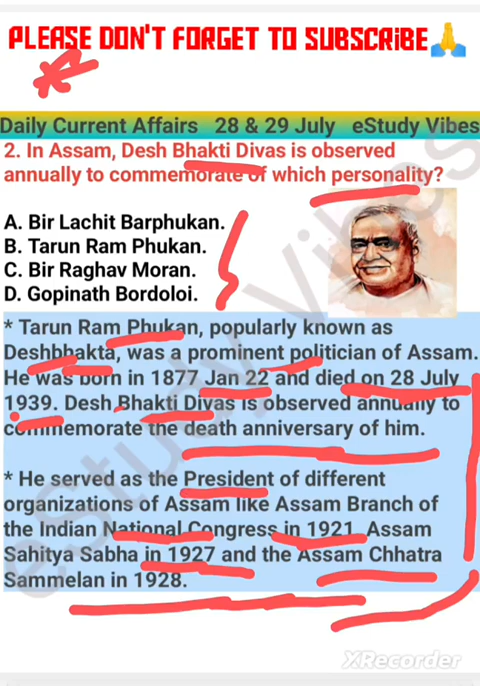 PLEASE DON'T FORGET TO SUBSCRIBE🙏
Daily Current Affairs 28 & 29 July eStudy Vibes
2. In Assam, Desh Bhakti Divas is observed
annually to commemorate of which personality?
A. Bir Lachit Barphukan.
B. Tarun Ram Phukan.
C. Bir Raghav Moran.
D. Gopinath Bordoloi.
* Tarun Ram Phukan, popularly known as
Deshbhakta, was a prominent politician of Assam.
He was born in 1877 Jan 22 and died on 28 July
1939. Desh Bhakti Divas is observed annually to
commemorate the death anniversary of him.
* He served as the President of different
organizations of Assam like Assam Branch of
the Indian National Congress in 1921 Assam
Sahitya Sabha in 1927 and the Assam Chhatra
Sammelan in 1928.
eStudy Vibes
XRecorder